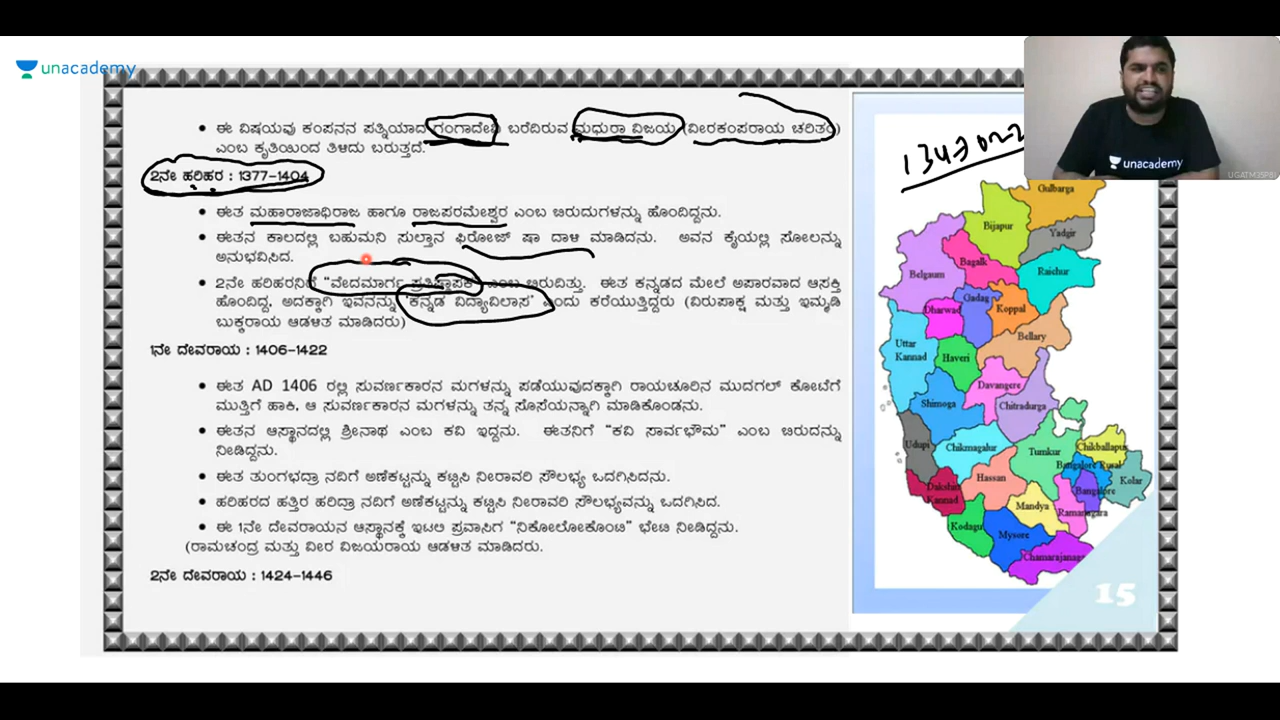 unacademy
• ಈ ವಿಷಯವು ಕಂಪನನ ಪತ್ನಿಯಾದ ಗಂಗಾದೇವಿ ಬರೆದಿರುವ ಮಧುರಾ ವಿಜಯ (ವೀರಕಂಪರಾಯ ಚರಿತಂ)
ಎಂಬ ಕೃತಿಯಿಂದ ತಿಳಿದು ಬರುತ್ತದೆ.
2ನೇ ಹರಿಹರ : 1377-1404
• ಈತ ಮಹಾರಾಜಾಧಿರಾಜ ಹಾಗೂ ರಾಜಪರಮೇಶ್ವರ ಎಂಬ ಬಿರುದುಗಳನ್ನು ಹೊಂದಿದ್ದನು.
• ಈತನ ಕಾಲದಲ್ಲಿ ಬಹುಮನಿ ಸುಲ್ತಾನ ಫಿರೋಜ್ ಷಾ ದಾಳಿ ಮಾಡಿದನು. ಅವನ ಕೈಯಲ್ಲಿ ಸೋಲನ್ನು
ಅನುಭವಿಸಿದ.
• 2ನೇ ಹರಿಹರನಿಗೆ "ವೇದಮಾರ್ಗ ಪ್ರತಿಷ್ಠಾಪಕ" ಎಂಬ ಬಿರುದಿತ್ತು. ಈತ ಕನ್ನಡದ ಮೇಲೆ ಅಪಾರವಾದ ಆಸಕ್ತಿ
ಹೊಂದಿದ್ದ, ಅದಕ್ಕಾಗಿ ಇವನನ್ನು 'ಕನ್ನಡ ವಿದ್ಯಾವಿಲಾಸ' ಎಂದು ಕರೆಯುತ್ತಿದ್ದರು (ವಿರುಪಾಕ್ಷ ಮತ್ತು ಇಮ್ಮಡಿ
ಬುಕ್ಕರಾಯ ಆಡಳಿತ ಮಾಡಿದರು)
1ನೇ ದೇವರಾಯ : 1406-1422
• ಈತ AD 1406 ರಲ್ಲಿ ಸುವರ್ಣಕಾರನ ಮಗಳನ್ನು ಪಡೆಯುವುದಕ್ಕಾಗಿ ರಾಯಚೂರಿನ ಮುದಗಲ್ ಕೋಟೆಗೆ
ಮುತ್ತಿಗೆ ಹಾಕಿ, ಆ ಸುವರ್ಣಕಾರನ ಮಗಳನ್ನು ತನ್ನ ಸೊಸೆಯನ್ನಾಗಿ ಮಾಡಿಕೊಂಡನು.
• ಈತನ ಆಸ್ಥಾನದಲ್ಲಿ ಶ್ರೀನಾಥ ಎಂಬ ಕವಿ ಇದ್ದನು. ಈತನಿಗೆ "ಕವಿ ಸಾರ್ವಭೌಮ" ಎಂಬ ಬಿರುದನ್ನು
ನೀಡಿದ್ದನು.
• ಈತ ತುಂಗಭದ್ರಾ ನದಿಗೆ ಅಣೆಕಟ್ಟನ್ನು ಕಟ್ಟಿಸಿ ನೀರಾವರಿ ಸೌಲಭ್ಯ ಒದಗಿಸಿದನು.
• ಹರಿಹರದ ಹತ್ತಿರ ಹರಿದ್ರಾ ನದಿಗೆ ಅಣೆಕಟ್ಟನ್ನು ಕಟ್ಟಿಸಿ ನೀರಾವರಿ ಸೌಲಭ್ಯವನ್ನು ಒದಗಿಸಿದ.
• ಈ 1ನೇ ದೇವರಾಯನ ಆಸ್ಥಾನಕ್ಕೆ ಇಟಲಿ ಪ್ರವಾಸಿಗ "ನಿಕೋಲೋಕೊಂಟಿ" ಭೇಟಿ ನೀಡಿದ್ದನು.
(ರಾಮಚಂದ್ರ ಮತ್ತು ವೀರ ವಿಜಯರಾಯ ಆಡಳಿತ ಮಾಡಿದರು.
2ನೇ ದೇವರಾಯ : 1424-1446
unacademy
UGATM35P6
Gulbarga
Bijapur
Yadgir
Bagalk
Belgaum
Raichur
Gadag
Dharwad
Koppal
Bellary
Uttar
Kannad
Haveri
Davangere
Shimoga
Chitradurga
Udupi
Chikmagalur
Tumkur
Chikballapur
Bangalore Rural
Dakshin
Kannad
Hassan
Bangalore
Kolar
Mandya
Ramanagara
Kodagu
Mysore
Chamarajanaga
15